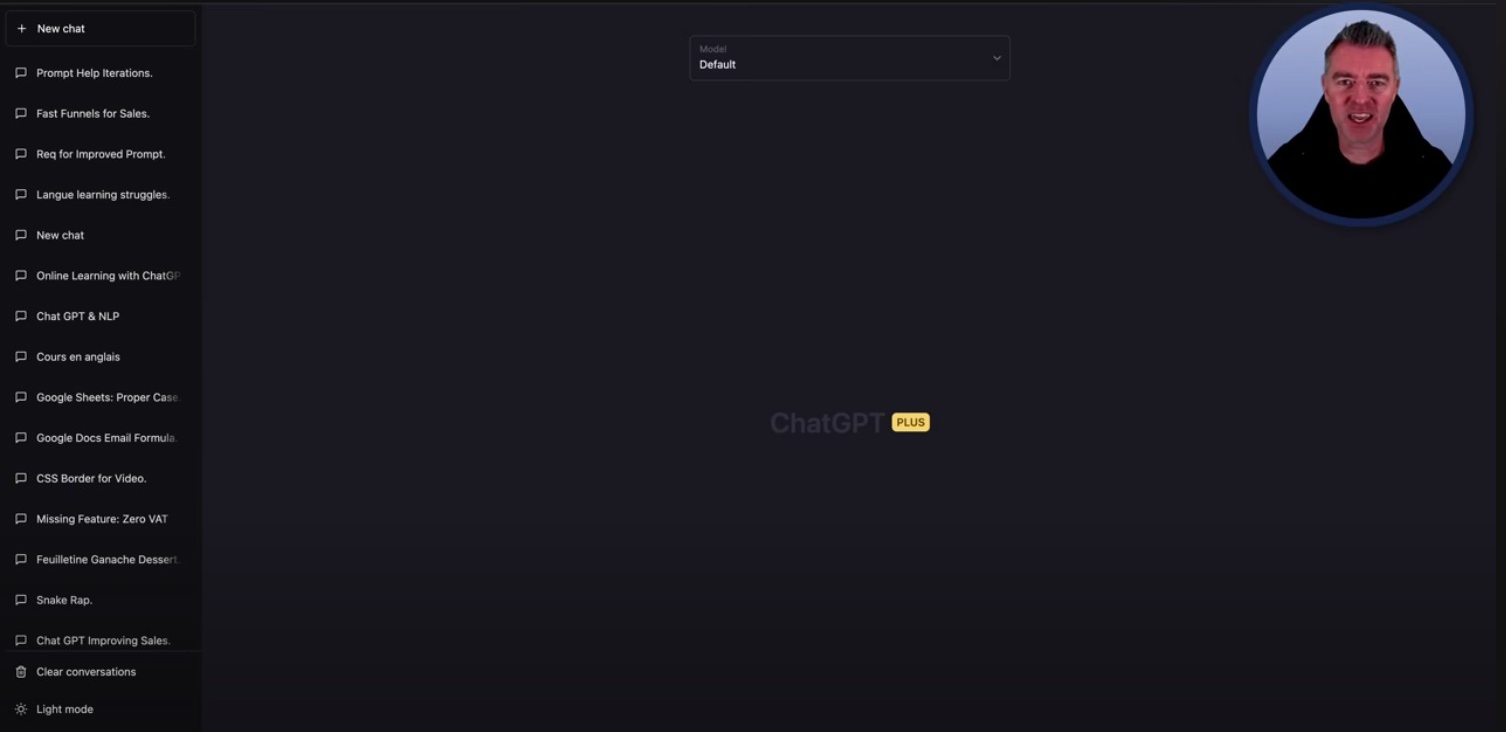 New chat
Prompt Help Iterations.
Fast Funnels for Sales.
Req for Improved Prompt.
Langue learning struggles.
New chat
Online Learning with ChatGP
Chat GPT & NLP
Cours en anglais
Google Sheets: Proper Case.
Google Docs Email Formula.
CSS Border for Video.
Missing Feature: Zero VAT
Feuilletine Ganache Dessert.
Snake Rap.
Chat GPT Improving Sales.
Clear conversations
Light mode
Model
Default
ChatGPT PLUS